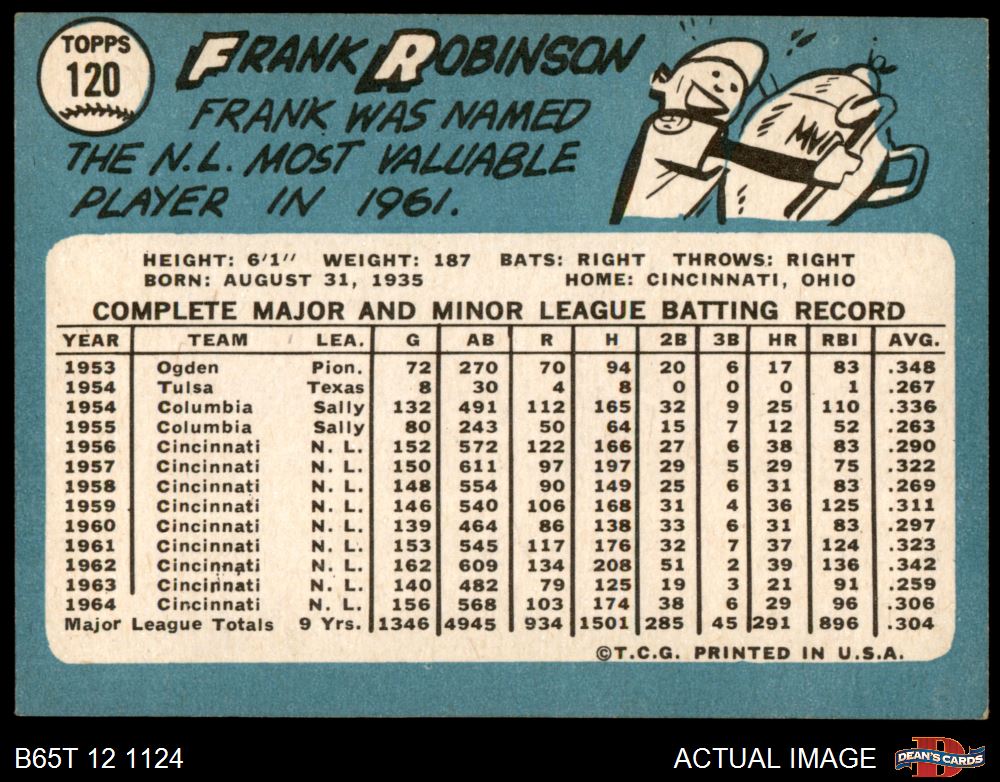 TOPPS
120
FRANK ROBINSON
FRANK WAS NAMED
THE N.L. MOST VALUABLE
PLAYER IN 1961.
MVP
HEIGHT: 6'1" WEIGHT: 187 BATS: RIGHT THROWS: RIGHT
BORN: AUGUST 31, 1935 HOME: CINCINNATI, OHIO
COMPLETE MAJOR AND MINOR LEAGUE BATTING RECORD
YEAR TEAM LEA. G AB R H 2B 3B HR RBI AVG.
1953 Ogden Pion. 72 270 70 94 20 6 17 83 .348
1954 Tulsa Texas 8 30 4 8 0 0 0 1 .267
1954 Columbia Sally 132 491 112 165 32 9 25 110 .336
1955 Columbia Sally 80 243 50 64 15 7 12 52 .263
1956 Cincinnati N. L. 152 572 122 166 27 6 38 83 .290
1957 Cincinnati N. L. 150 611 97 197 29 5 29 75 .322
1958 Cincinnati N. L. 148 554 90 149 25 6 31 83 .269
1959 Cincinnati N. L. 146 540 106 168 31 4 36 125 .311
1960 Cincinnati N. L. 139 464 86 138 33 6 31 83 .297
1961 Cincinnati N. L. 153 545 117 176 32 7 37 124 .323
1962 Cincinnati N. L. 162 609 134 208 51 2 39 136 .342
1963 Cincinnati N. L. 140 482 79 125 19 3 21 91 .259
1964 Cincinnati N. L. 156 568 103 174 38 6 29 96 .306
Major League Totals 9 Yrs. 1346 4945 934 1501 285 45 291 896 .304
©T.C.G. PRINTED IN U.S.A.
B65T 12 1124
ACTUAL IMAGE
D
DEAN'S CARDS